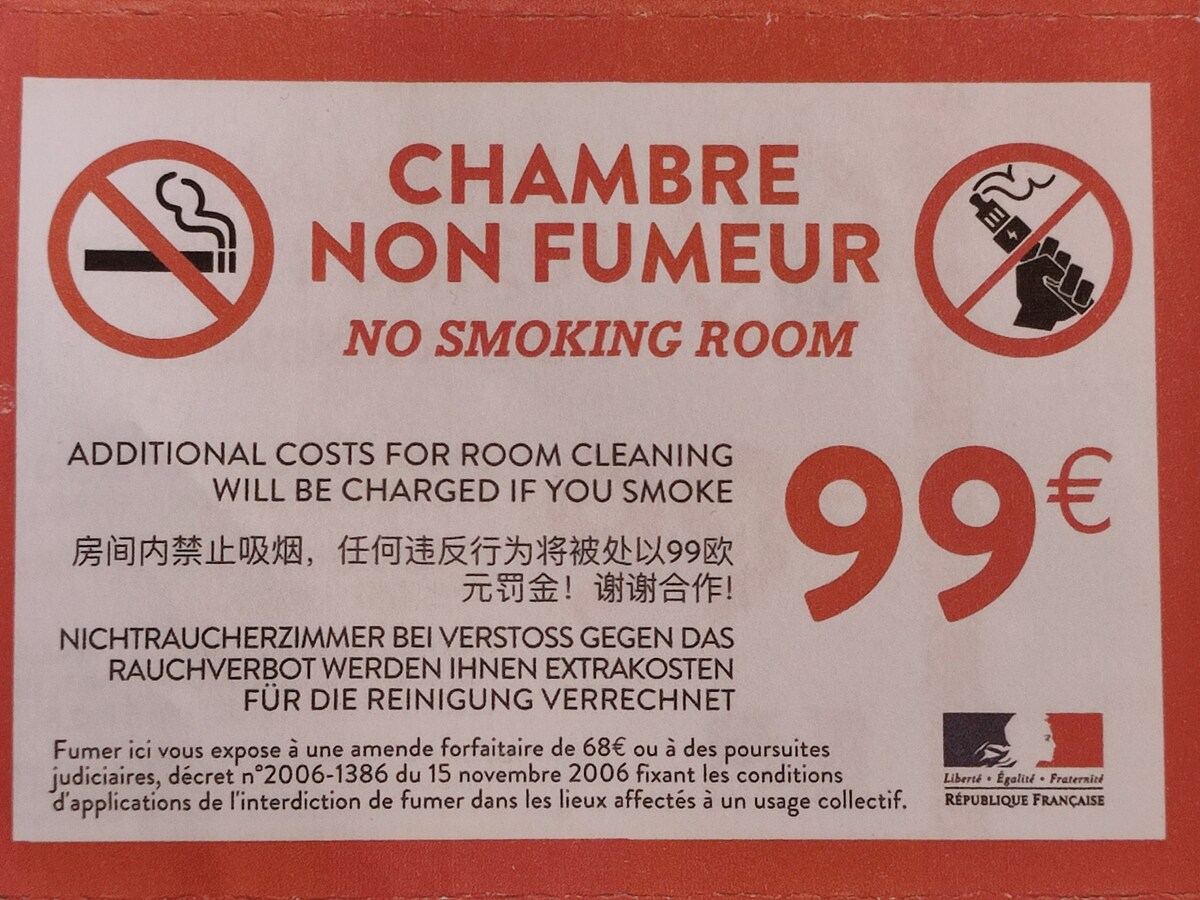 CHAMBRE
NON FUMEUR
NO SMOKING ROOM
ADDITIONAL COSTS FOR ROOM CLEANING
WILL BE CHARGED IF YOU SMOKE
99€
房间内禁止吸烟，任何违反行为将被处以99欧
元罚金！谢谢合作!
NICHTRAUCHERZIMMER BEI VERSTOSS GEGEN DAS
RAUCHVERBOT WERDEN IHNEN EXTRAKOSTEN
FÜR DIE REINIGUNG VERRECHNET
Fumer ici vous expose à une amende forfaitaire de 68€ ou à des poursuites
judiciaires, décret n°2006-1386 du 15 novembre 2006 fixant les conditions
d'applications de l'interdiction de fumer dans les lieux affectés à un usage collectif.
Liberté • Égalité • Fraternité
RÉPUBLIQUE FRANÇAISE